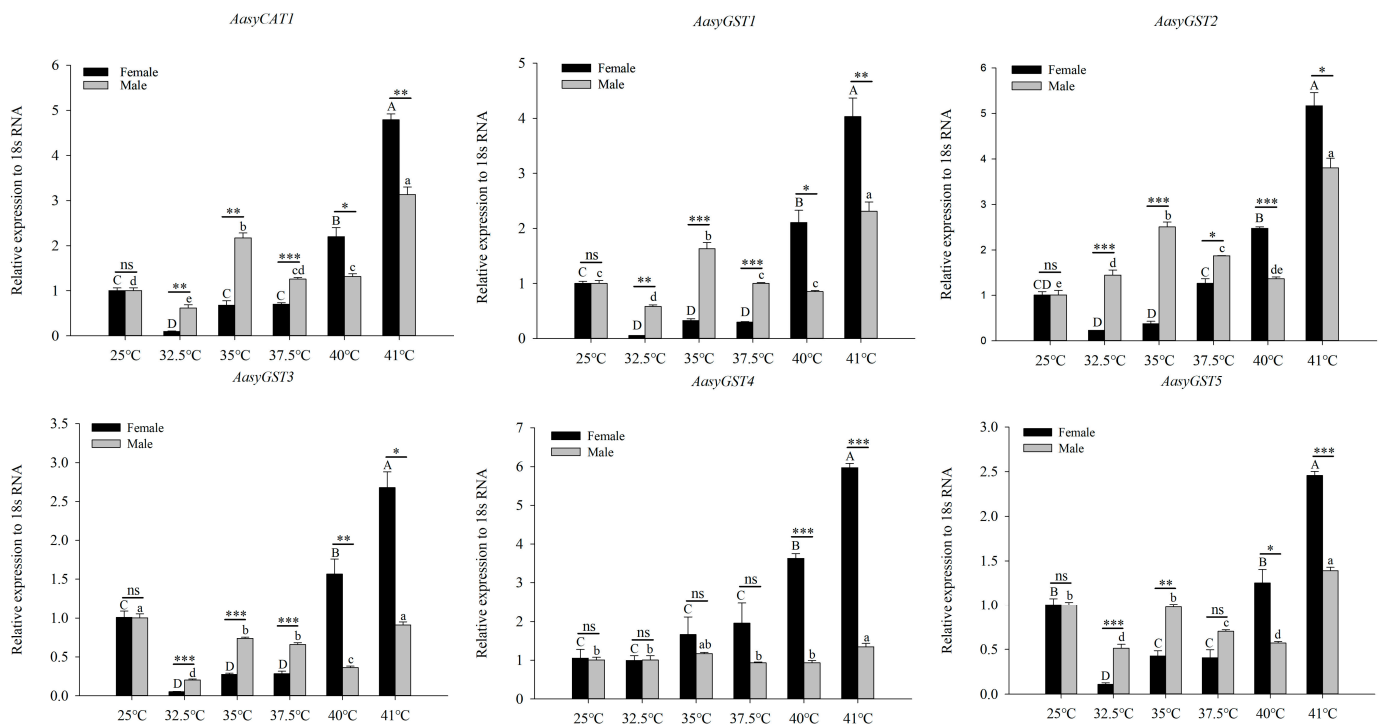 AasyCAT1
Relative expression to 18s RNA
6
5
4
3
2
1
0
Female
Male
ns
C
d
**
D
e
**
C
b
***
C
cd
*
B
c
**
A
a
25°C
32.5°C
35°C
37.5°C
40°C
41°C
AasyGST1
Relative expression to 18s RNA
5
4
3
2
1
0
Female
Male
ns
C
c
**
D
d
***
D
b
***
D
c
*
B
c
**
A
a
25°C
32.5°C
35°C
37.5°C
40°C
41°C
AasyGST2
Relative expression to 18s RNA
6
5
4
3
2
1
0
Female
Male
ns
CD
e
***
D
d
***
D
b
*
C
c
***
B
de
*
A
a
25°C
32.5°C
35°C
37.5°C
40°C
41°C
AasyGST3
Relative expression to 18s RNA
3.5
3.0
2.5
2.0
1.5
1.0
0.5
0.0
Female
Male
ns
C
a
***
D
d
***
D
b
***
D
b
**
B
c
*
A
a
25°C
32.5°C
35°C
37.5°C
40°C
41°C
AasyGST4
Relative expression to 18s RNA
7
6
5
4
3
2
1
0
Female
Male
ns
C
b
ns
C
b
ns
C
ab
ns
C
b
***
B
b
***
A
a
25°C
32.5°C
35°C
37.5°C
40°C
41°C
AasyGST5
Relative expression to 18s RNA
3.0
2.5
2.0
1.5
1.0
0.5
0.0
Female
Male
ns
B
b
***
D
d
**
C
b
ns
C
c
*
B
d
***
A
a
25°C
32.5°C
35°C
37.5°C
40°C
41°C